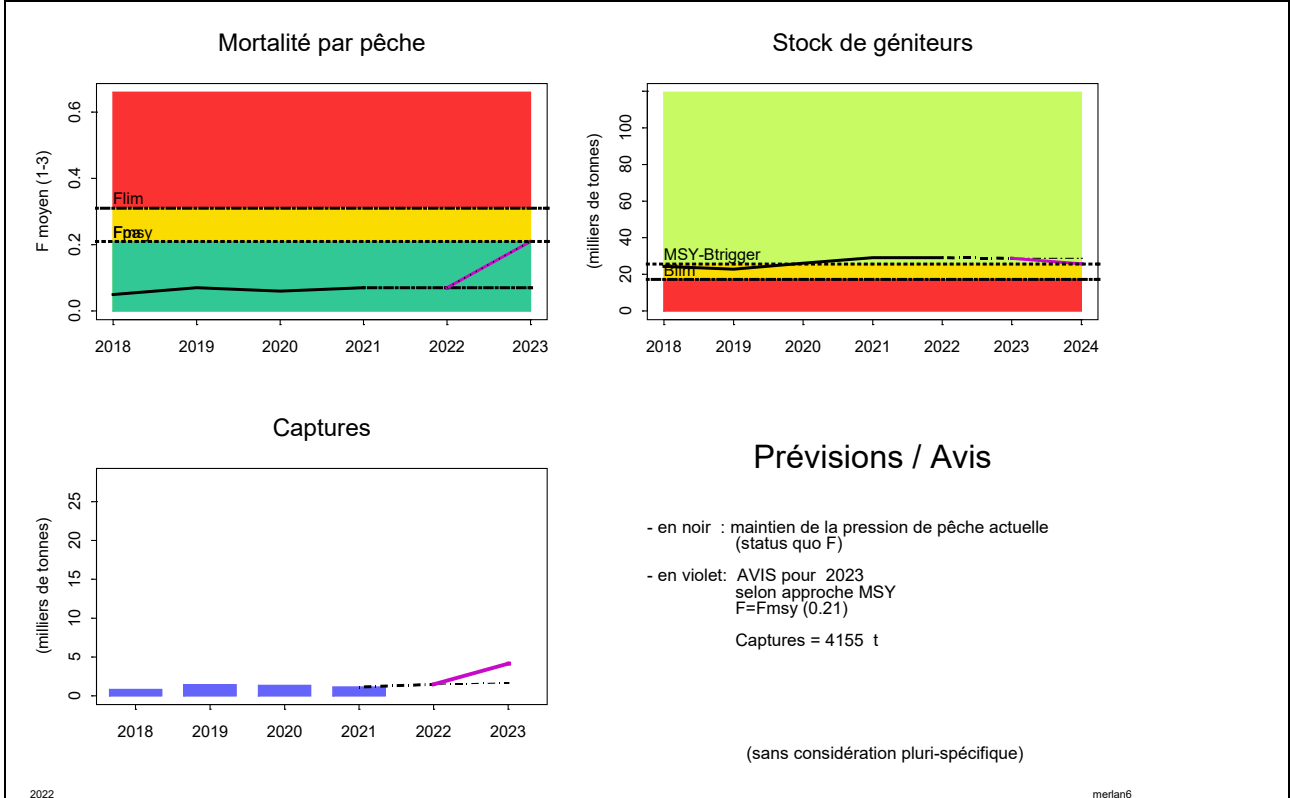 Mortalité par pêche
F moyen (1-3)
0.6
0.4
0.2
0.0
Flim
Fmsy
Fpa
2018 2019 2020 2021 2022 2023
Stock de géniteurs
(milliers de tonnes)
100
80
60
40
20
0
MSY-Btrigger
Blim
2018 2019 2020 2021 2022 2023 2024
Captures
(milliers de tonnes)
25
20
15
10
5
0
2018 2019 2020 2021 2022 2023
Prévisions / Avis
- en noir : maintien de la pression de pêche actuelle
(status quo F)
- en violet: AVIS pour 2023
selon approche MSY
F=Fmsy (0.21)
Captures = 4155 t
(sans considération pluri-spécifique)
2022
merlan6